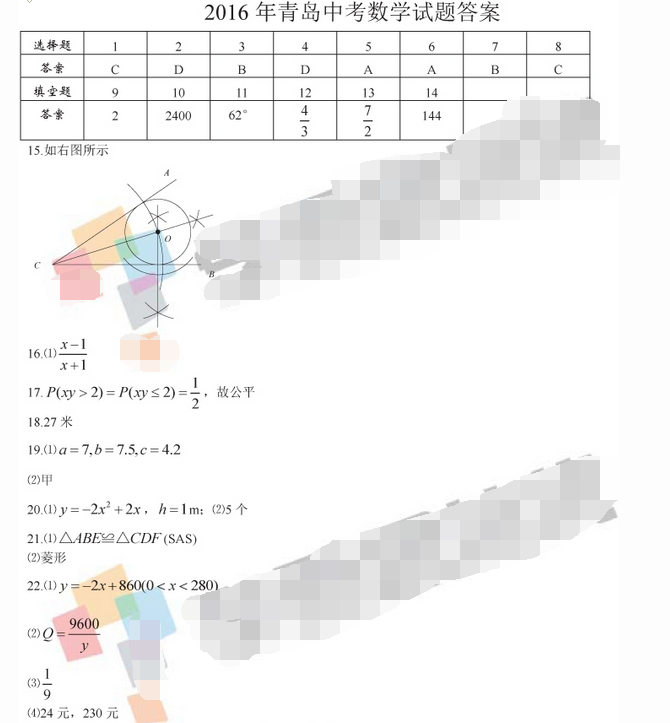 2016 年青岛中考数学试题答案
选择题 1 2 3 4 5 6 7 8
答案 C D B D A A B C
填空题 9 10 11 12 13 14
答案 2 2400 62° 4/3 7/2 144
15.如右图所示
A
O
C
B
16.⑴ (x−1)/(x+1)
17. P(xy > 2) = P(xy ≤ 2) = 1/2，故公平
18.27 米
19.⑴ a = 7, b = 7.5, c = 4.2
⑵甲
20.⑴ y = −2x² + 2x，h = 1m；⑵5 个
21.⑴ △ABE≌△CDF (SAS)
⑵菱形
22.⑴ y = −2x + 860(0 < x < 280)
⑵ Q = 9600/y
⑶ 1/9
⑷24 元，230 元